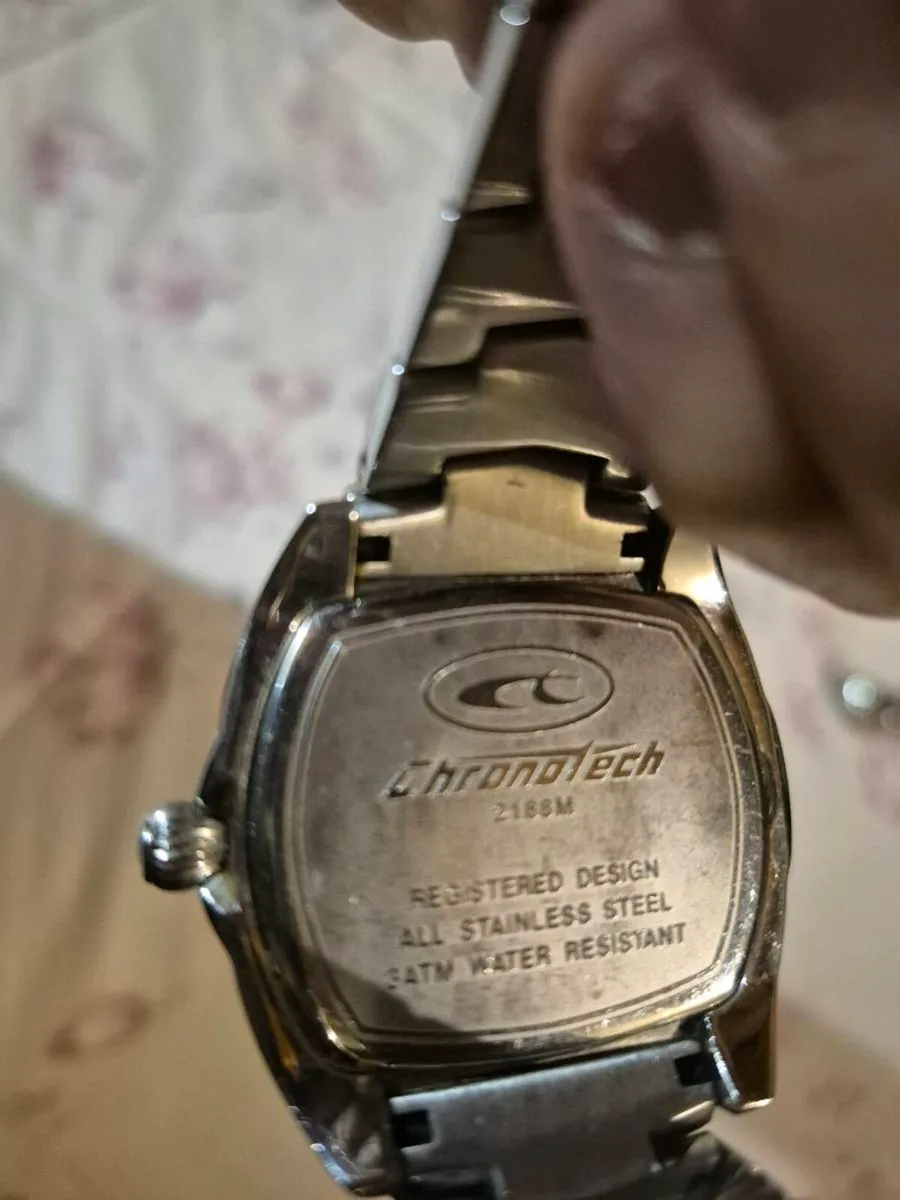 ChronoTech
2188M
REGISTERED DESIGN
ALL STAINLESS STEEL
3ATM WATER RESISTANT